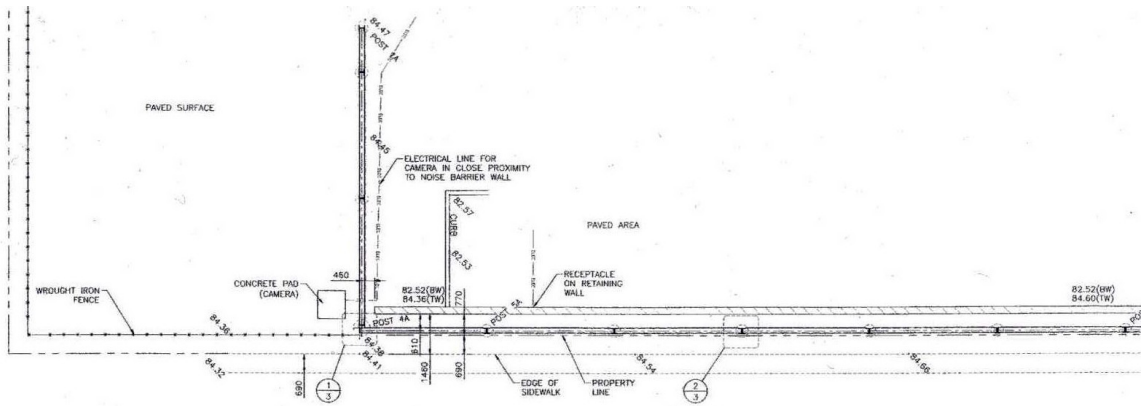 84.47
POST 1A
PAVED SURFACE
84.45
ELECTRICAL LINE FOR
CAMERA IN CLOSE PROXIMITY
TO NOISE BARRIER WALL
82.57
CURB
82.53
PAVED AREA
460
CONCRETE PAD
(CAMERA)
WROUGHT IRON
FENCE
82.52(BW)
84.36(TW)
770
RECEPTACLE
ON RETAINING
WALL
82.52(BW)
84.60(TW)
84.36
POST 4A
POST 5A
84.38
84.41
610
1480
690
84.32
690
1
3
EDGE OF
SIDEWALK
84.54
PROPERTY
LINE
2
3
84.66